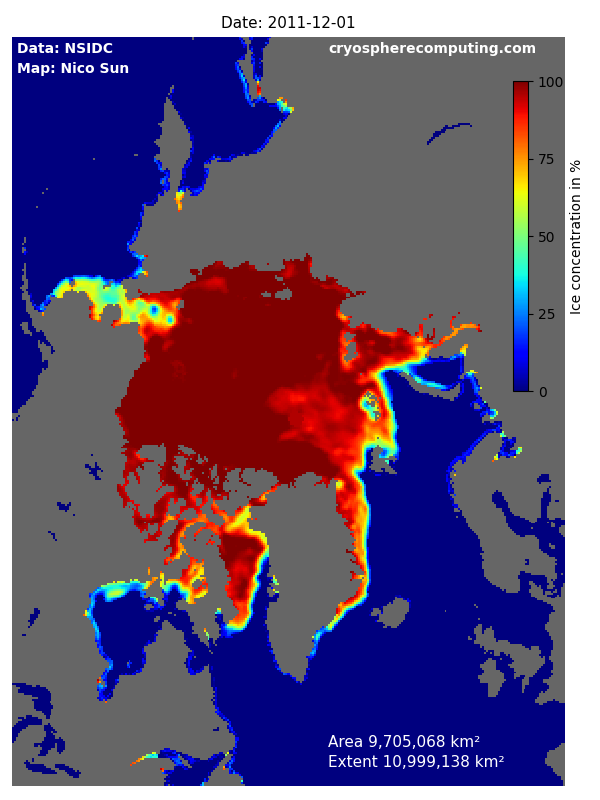 Date: 2011-12-01
Data: NSIDC
cryospherecomputing.com
Map: Nico Sun
100
75
50
25
0
Ice concentration in %
Area 9,705,068 km²
Extent 10,999,138 km²